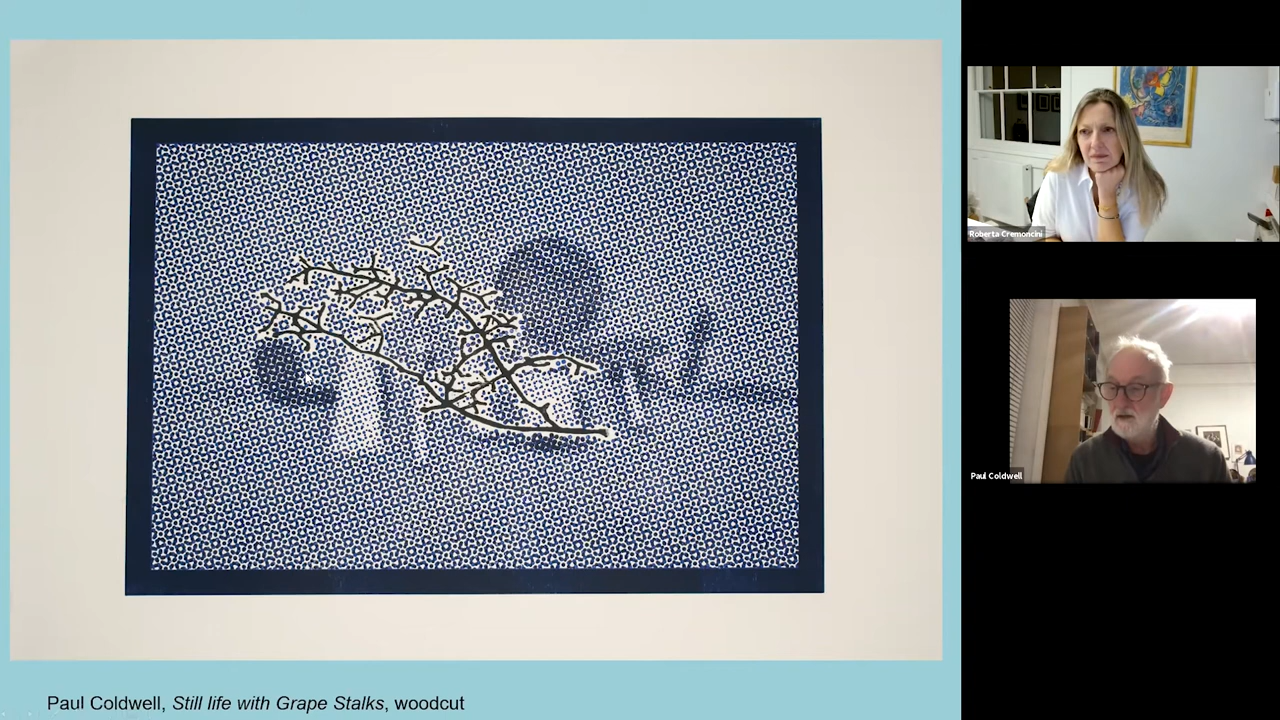 Roberta Cremoncini
Paul Coldwell
Paul Coldwell, Still life with Grape Stalks, woodcut